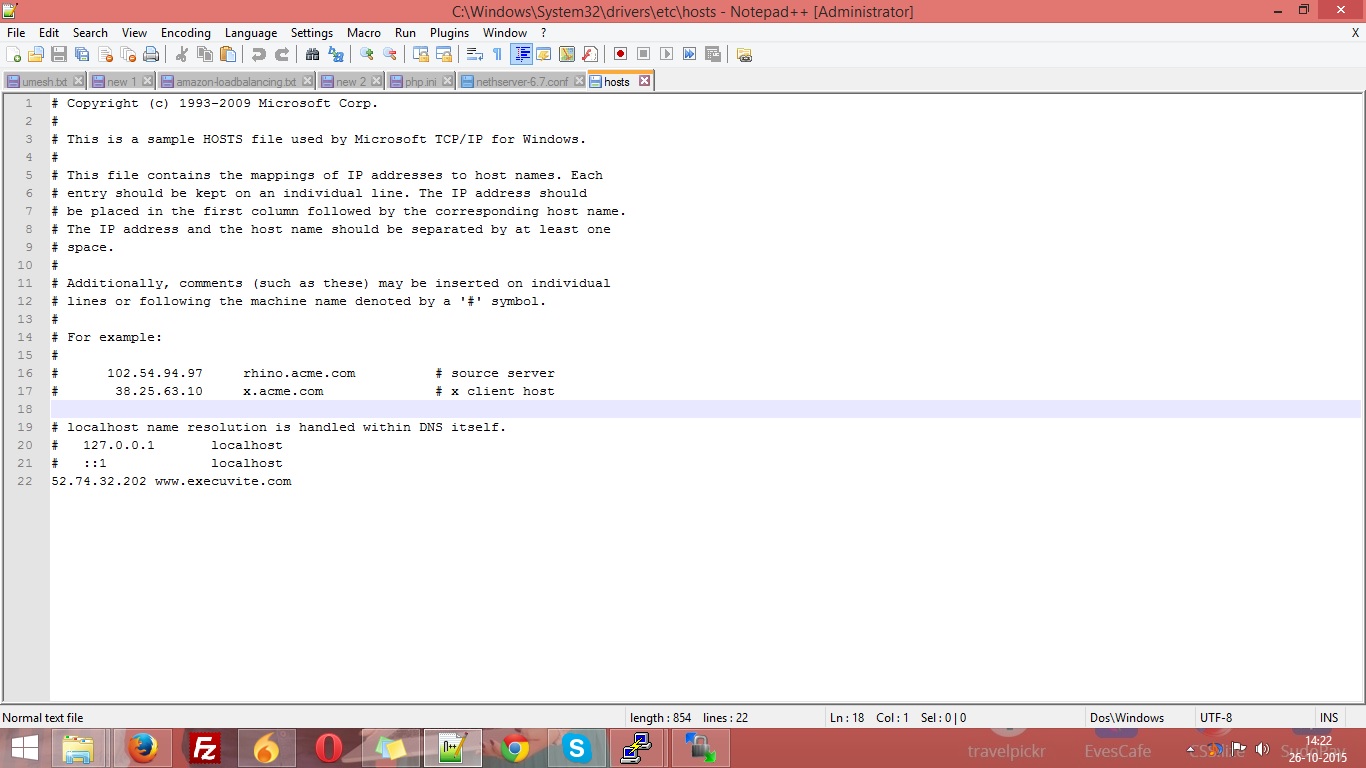 C:\Windows\System32\drivers\etc\hosts - Notepad++ [Administrator]
File Edit Search View Encoding Language Settings Macro Run Plugins Window ? X
umesh.txt new 1 amazon-loadbalancing.txt new 2 php.ini nethserver-6.7.conf hosts
1 # Copyright (c) 1993-2009 Microsoft Corp.
2 #
3 # This is a sample HOSTS file used by Microsoft TCP/IP for Windows.
4 #
5 # This file contains the mappings of IP addresses to host names. Each
6 # entry should be kept on an individual line. The IP address should
7 # be placed in the first column followed by the corresponding host name.
8 # The IP address and the host name should be separated by at least one
9 # space.
10 #
11 # Additionally, comments (such as these) may be inserted on individual
12 # lines or following the machine name denoted by a '#' symbol.
13 #
14 # For example:
15 #
16 # 102.54.94.97 rhino.acme.com # source server
17 # 38.25.63.10 x.acme.com # x client host
18
19 # localhost name resolution is handled within DNS itself.
20 # 127.0.0.1 localhost
21 # ::1 localhost
22 52.74.32.202 www.execuvite.com
Normal text file length : 854 lines : 22 Ln : 18 Col : 1 Sel : 0 | 0 Dos\Windows UTF-8 INS
travelpickr EvesCafe 14:22
26-10-2015